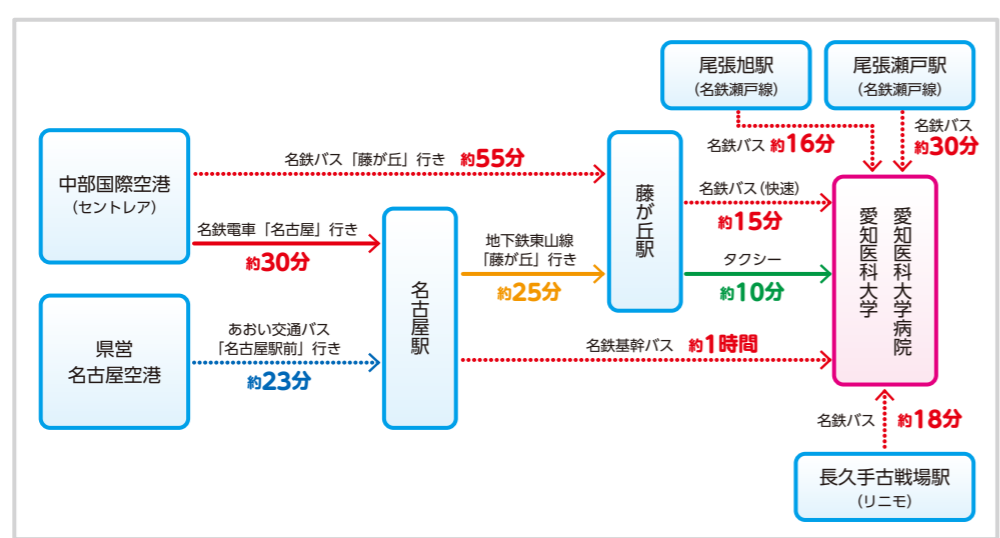 尾張旭駅
(名鉄瀬戸線)
尾張瀬戸駅
(名鉄瀬戸線)
名鉄バス 約16分
名鉄バス
約30分
中部国際空港
(セントレア)
名鉄バス「藤が丘」行き 約55分
名鉄電車「名古屋」行き
約30分
県営
名古屋空港
あおい交通バス
「名古屋駅前」行き
約23分
名古屋駅
地下鉄東山線
「藤が丘」行き
約25分
藤が丘駅
名鉄バス(快速)
約15分
タクシー
約10分
名鉄基幹バス 約1時間
愛知医科大学病院
愛知医科大学
名鉄バス 約18分
長久手古戦場駅
(リニモ)